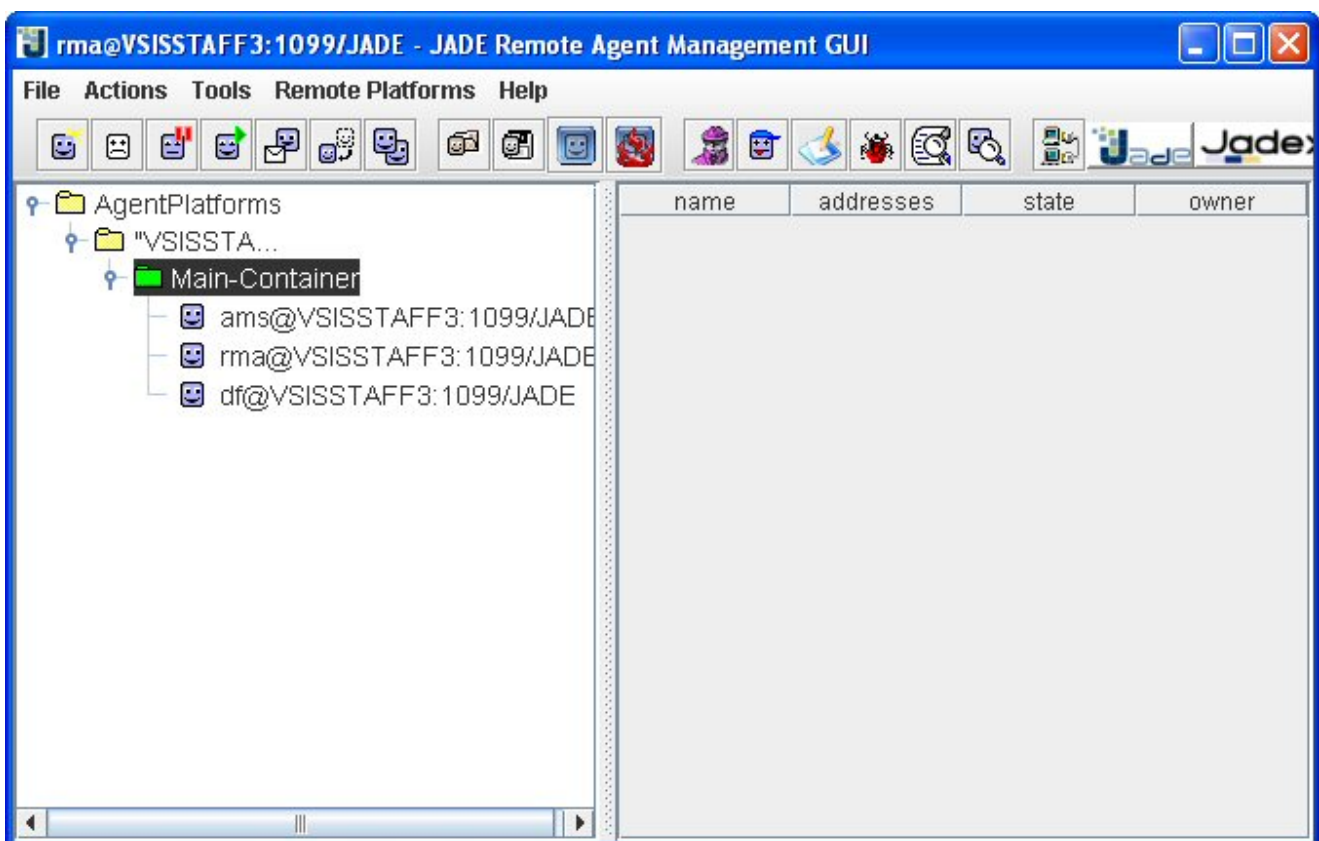 rma@VSISSTAFF3:1099/JADE - JADE Remote Agent Management GUI
File Actions Tools Remote Platforms Help
Jade Jadex
AgentPlatforms
"VSISSTA...
Main-Container
ams@VSISSTAFF3:1099/JADE
rma@VSISSTAFF3:1099/JADE
df@VSISSTAFF3:1099/JADE
name addresses state owner